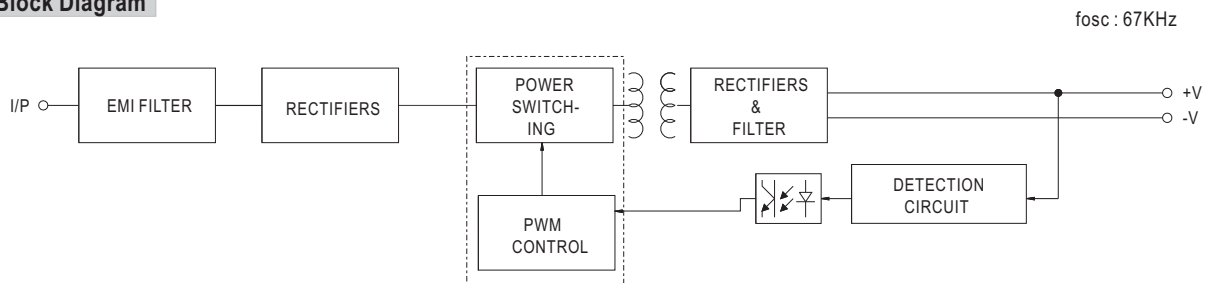 Block Diagram
fosc : 67KHz
I/P
EMI FILTER
RECTIFIERS
POWER
SWITCH-
ING
RECTIFIERS
&
FILTER
+V
-V
DETECTION
CIRCUIT
PWM
CONTROL